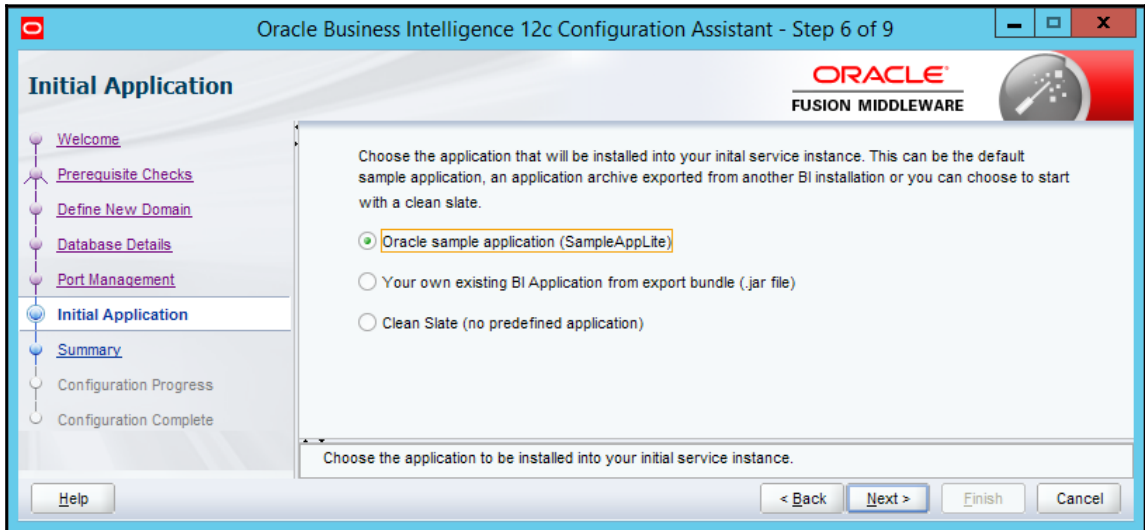 Oracle Business Intelligence 12c Configuration Assistant - Step 6 of 9
Initial Application
ORACLE
FUSION MIDDLEWARE
Welcome
Prerequisite Checks
Define New Domain
Database Details
Port Management
Initial Application
Summary
Configuration Progress
Configuration Complete
Choose the application that will be installed into your inital service instance. This can be the default
sample application, an application archive exported from another BI installation or you can choose to start
with a clean slate.
Oracle sample application (SampleAppLite)
Your own existing BI Application from export bundle (.jar file)
Clean Slate (no predefined application)
Choose the application to be installed into your initial service instance.
Help
< Back
Next >
Finish
Cancel